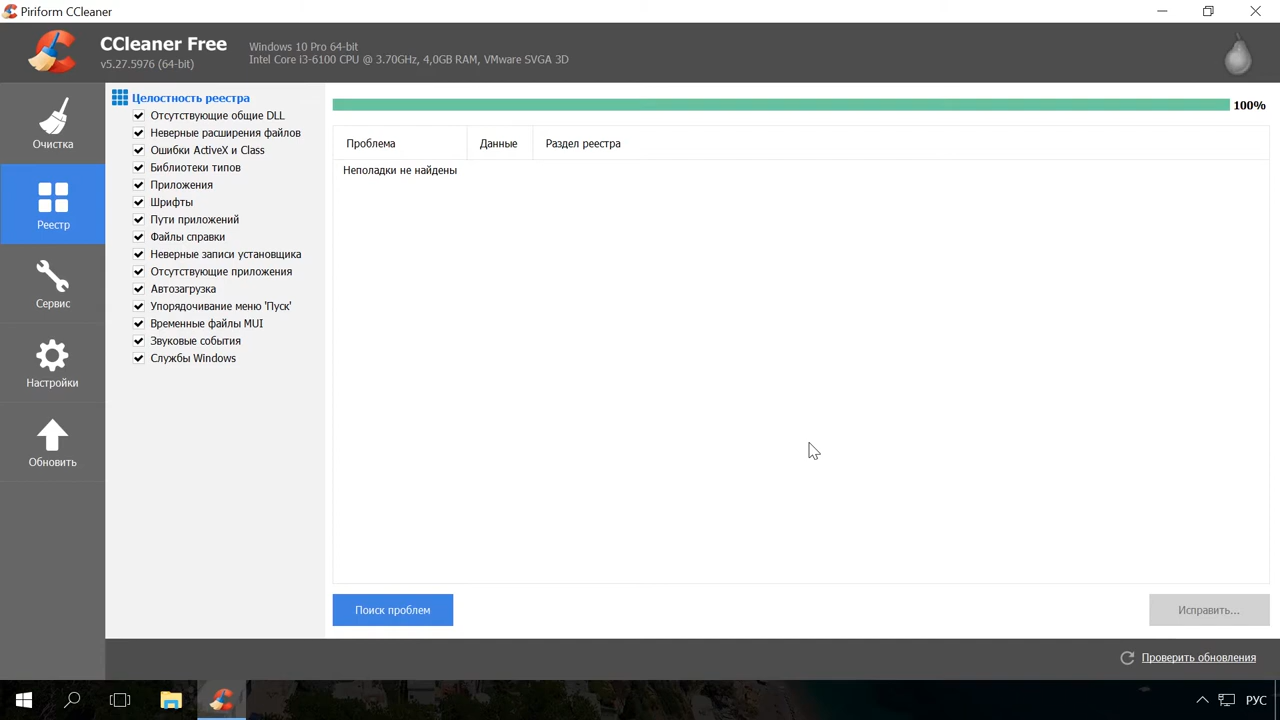 Piriform CCleaner
CCleaner Free
v5.27.5976 (64-bit)
Windows 10 Pro 64-bit
Intel Core i3-6100 CPU @ 3.70GHz, 4,0GB RAM, VMware SVGA 3D
Очистка
Реестр
Сервис
Настройки
Обновить
Целостность реестра
Отсутствующие общие DLL
Неверные расширения файлов
Ошибки ActiveX и Class
Библиотеки типов
Приложения
Шрифты
Пути приложений
Файлы справки
Неверные записи установщика
Отсутствующие приложения
Автозагрузка
Упорядочивание меню 'Пуск'
Временные файлы MUI
Звуковые события
Службы Windows
100%
Проблема Данные Раздел реестра
Неполадки не найдены
Поиск проблем
Исправить...
Проверить обновления
РУС